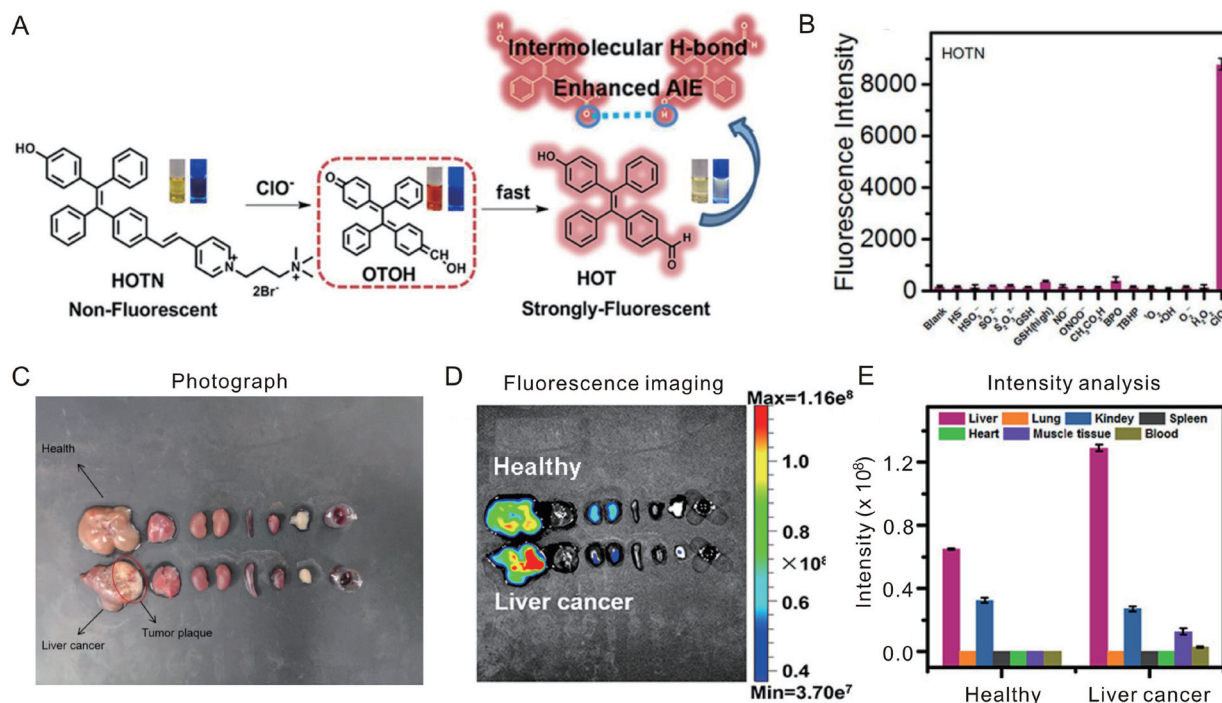 A
Intermolecular H-bond
Enhanced AIE
H
O
O
H
O
H
HO
ClO⁻
O
CH
OH
OTOH
fast
HO
O
H
HOT
Strongly-Fluorescent
N⁺
N⁺
2Br⁻
HOTN
Non-Fluorescent
B
HOTN
Fluorescence Intensity
8000
6000
4000
2000
0
Blank
HS⁻
HSO₃⁻
SO₃²⁻
S₂O₃²⁻
GSH
GSH(high)
NO⁻
ONOO⁻
CH₃CO₃H
BPO
TBHP
¹O₂
•OH
O₂⁻
H₂O₂
C
Photograph
Health
Liver cancer
Tumor plaque
D
Fluorescence imaging
Healthy
Liver cancer
Max=1.16e⁸
1.0
0.8
×10⁸
0.6
0.4
Min=3.70e⁷
E
Intensity analysis
Liver Lung Kindey Spleen
Heart Muscle tissue Blood
Intensity (x 10⁸)
1.2
0.8
0.4
0.0
Healthy Liver cancer